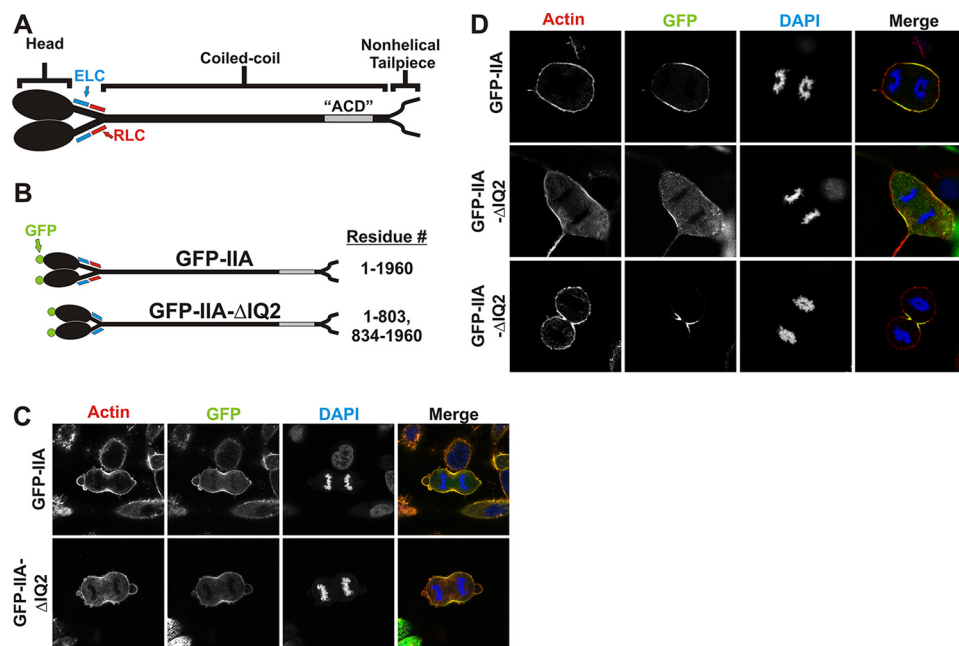 A
Head
Coiled-coil
Nonhelical
Tailpiece
ELC
"ACD"
RLC
B
GFP
Residue #
GFP-IIA
1-1960
GFP-IIA-ΔIQ2
1-803,
834-1960
C
Actin
GFP
DAPI
Merge
GFP-IIA
GFP-IIA-
ΔIQ2
D
Actin
GFP
DAPI
Merge
GFP-IIA
GFP-IIA
-ΔIQ2
GFP-IIA
-ΔIQ2